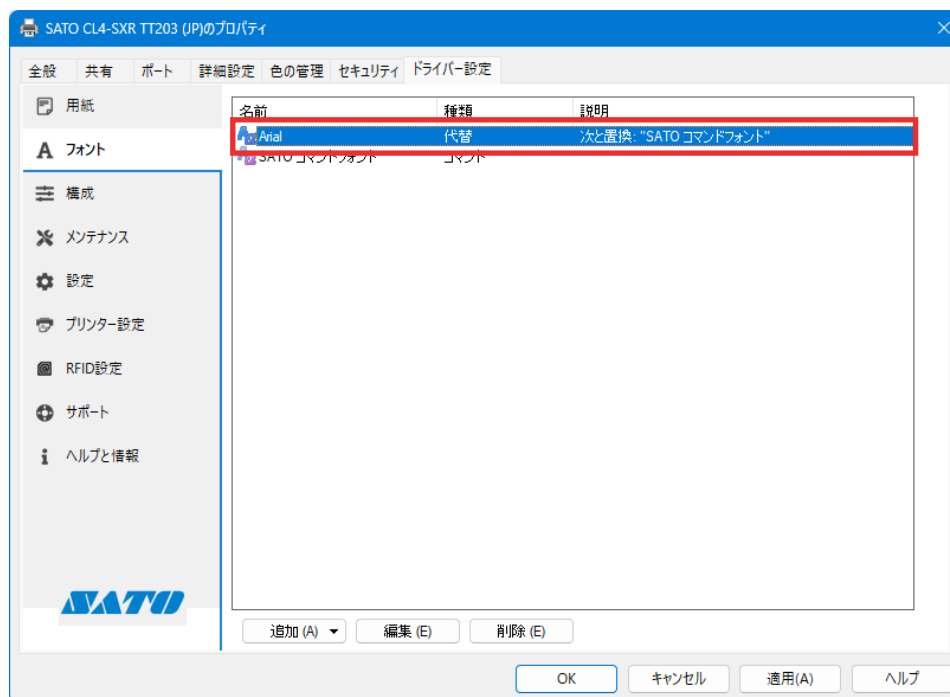 SATO CL4-SXR TT203 (JP)のプロパティ
全般 共有 ポート 詳細設定 色の管理 セキュリティ ドライバー設定
用紙
フォント
構成
メンテナンス
設定
プリンター設定
RFID設定
サポート
ヘルプと情報
SATO
名前 種類 説明
Arial 代替 次と置換: "SATO コマンドフォント"
SATO コマンドフォント コマンド
追加 (A) 編集 (E) 削除 (E)
OK キャンセル 適用(A) ヘルプ